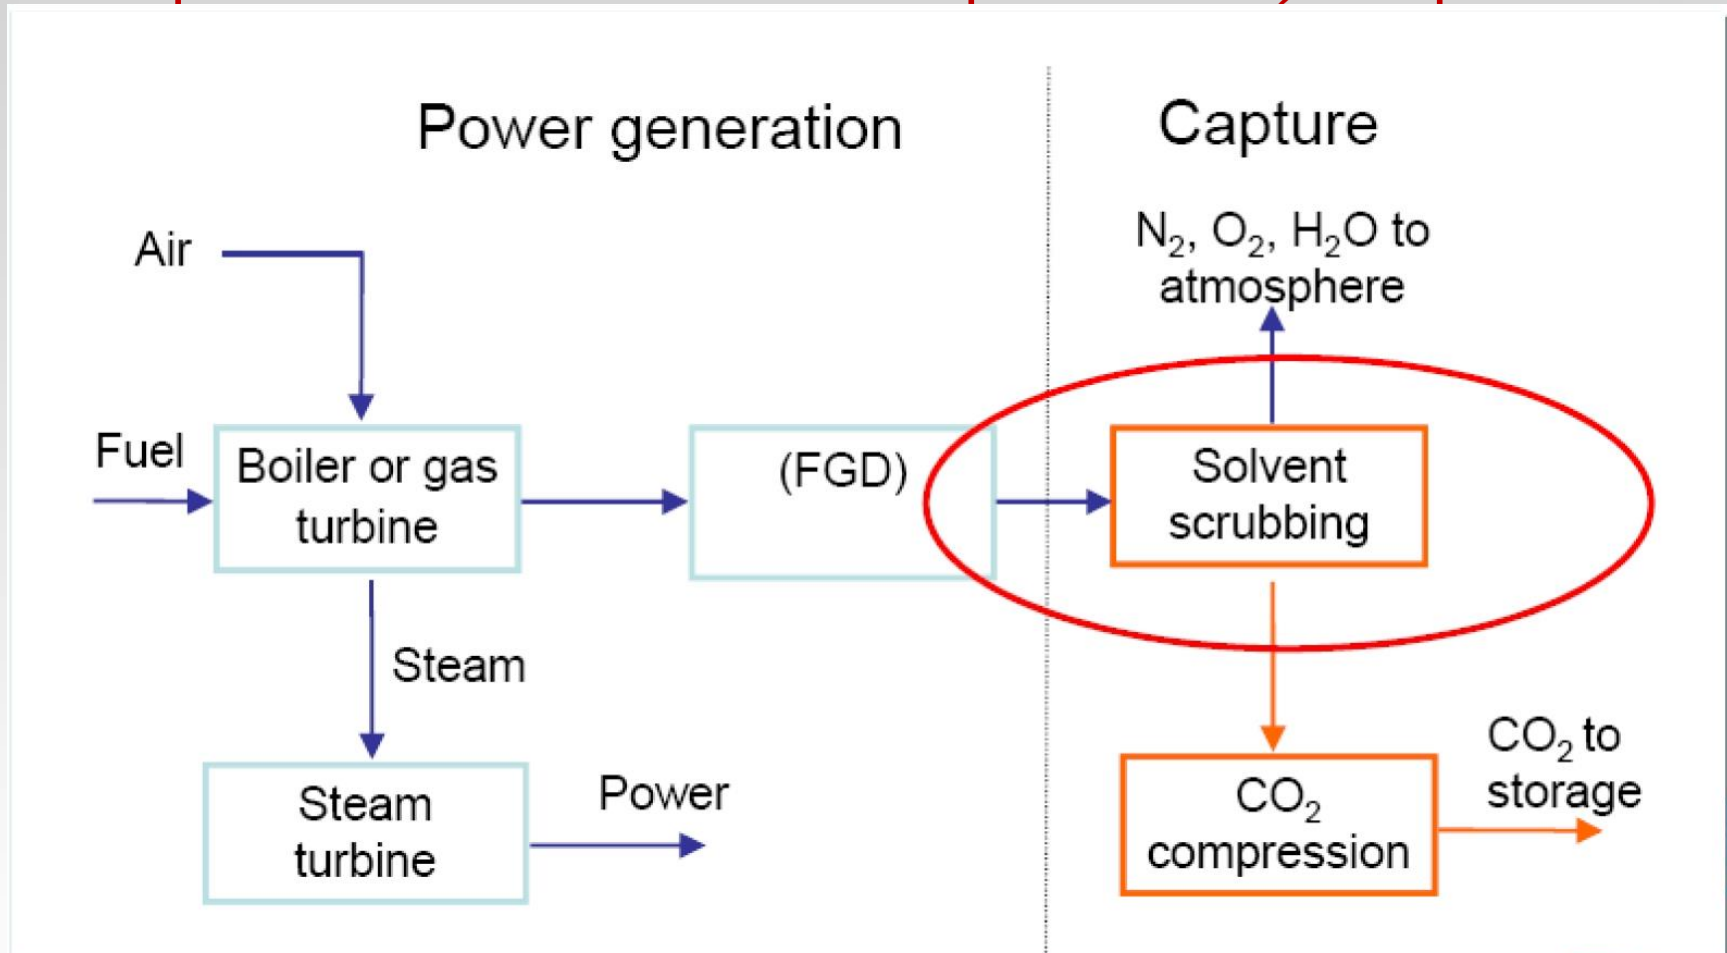 Power generation
Capture
Air
N₂, O₂, H₂O to
atmosphere
Fuel
Boiler or gas
turbine
(FGD)
Solvent
scrubbing
Steam
Steam
turbine
Power
CO₂
compression
CO₂ to
storage